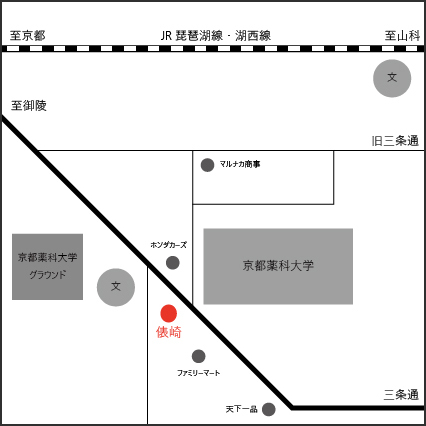 至京都
JR 琵琶湖線・湖西線
至山科
文
至御陵
旧三条通
マルナカ商事
ホンダカーズ
京都薬科大学
グラウンド
京都薬科大学
文
俵崎
ファミリーマート
三条通
天下一品